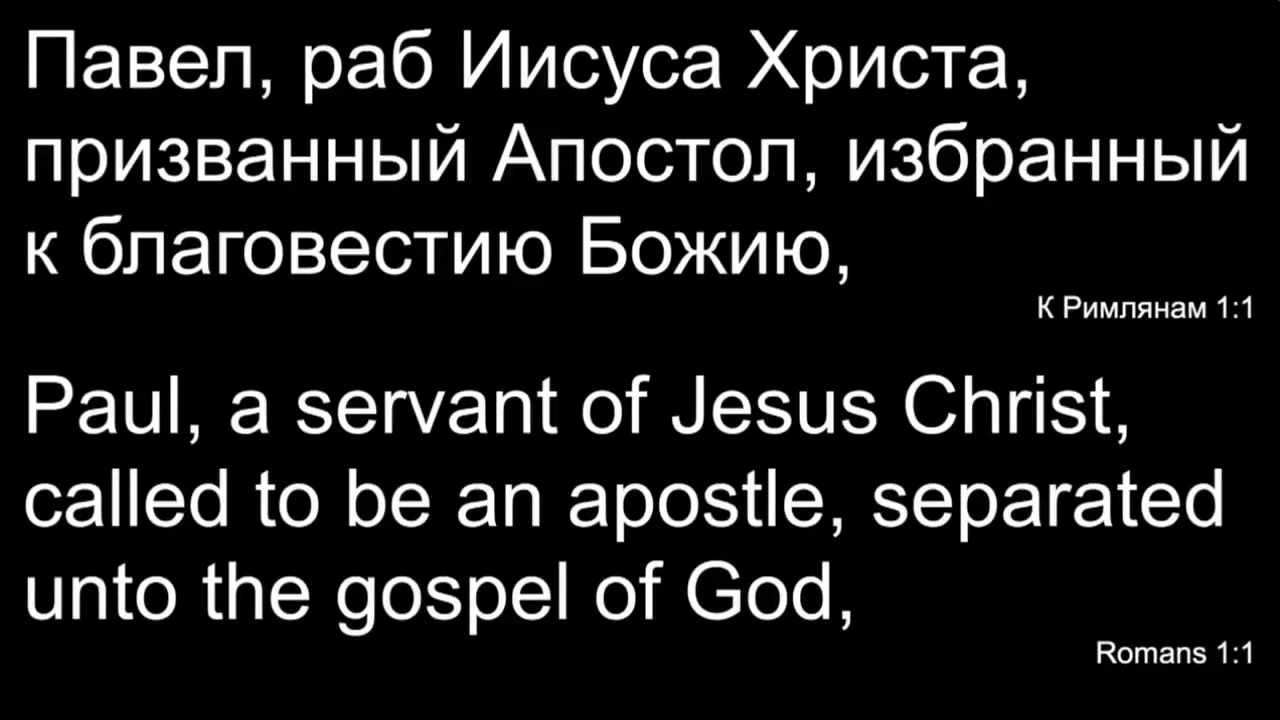 Павел, раб Иисуса Христа,
призванный Апостол, избранный
к благовестию Божию,
К Римлянам 1:1
Paul, a servant of Jesus Christ,
called to be an apostle, separated
unto the gospel of God,
Romans 1:1